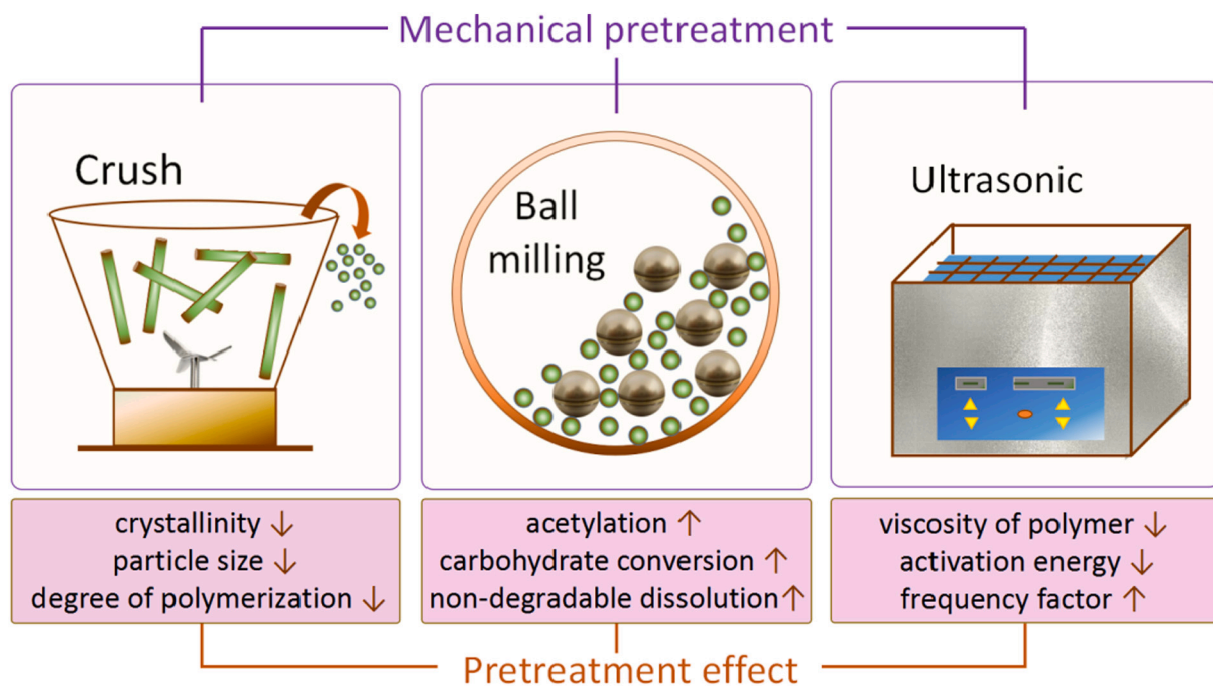 Mechanical pretreatment
Crush
Ball
milling
Ultrasonic
crystallinity ↓
particle size ↓
degree of polymerization ↓
acetylation ↑
carbohydrate conversion ↑
non-degradable dissolution↑
viscosity of polymer ↓
activation energy ↓
frequency factor ↑
Pretreatment effect